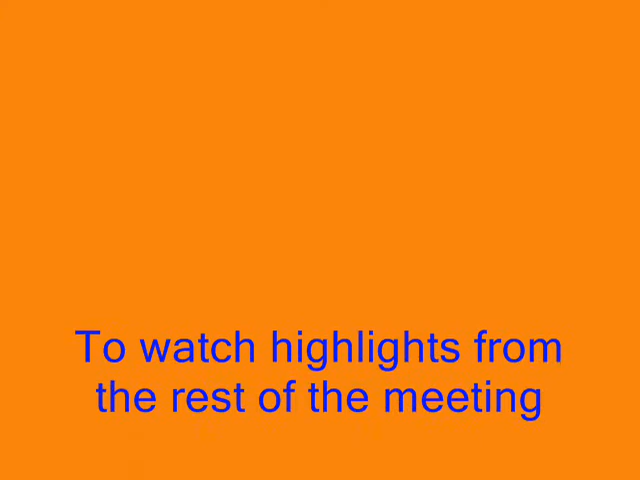 To watch highlights from
the rest of the meeting